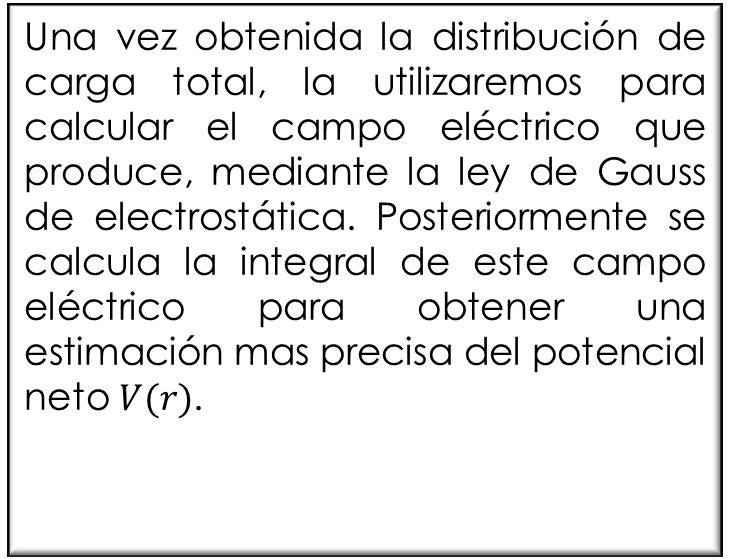 Una vez obtenida la distribución de
carga total, la utilizaremos para
calcular el campo eléctrico que
produce, mediante la ley de Gauss
de electrostática. Posteriormente se
calcula la integral de este campo
eléctrico para obtener una
estimación mas precisa del potencial
neto V(r).